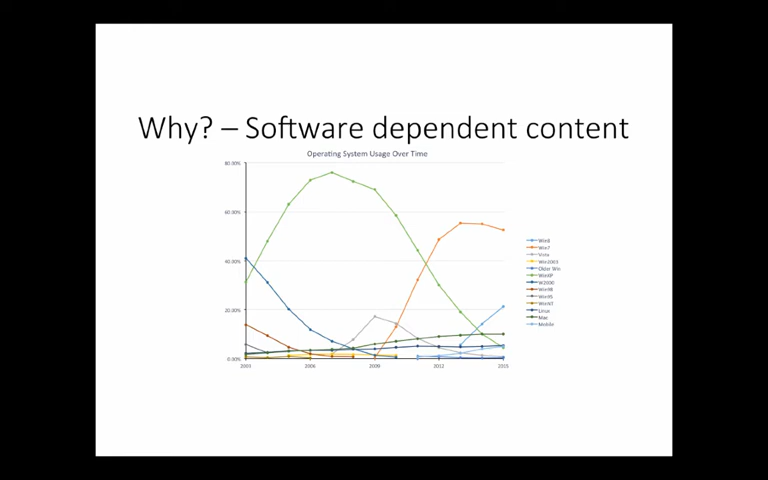 Why? – Software dependent content
Operating System Usage Over Time
80.00%
60.00%
40.00%
20.00%
0.00%
2003
2006
2009
2012
2015
Win8
Win7
Vista
Win2003
Older Win
WinXP
W2000
Win98
Win95
WinNT
Linux
Mac
Mobile